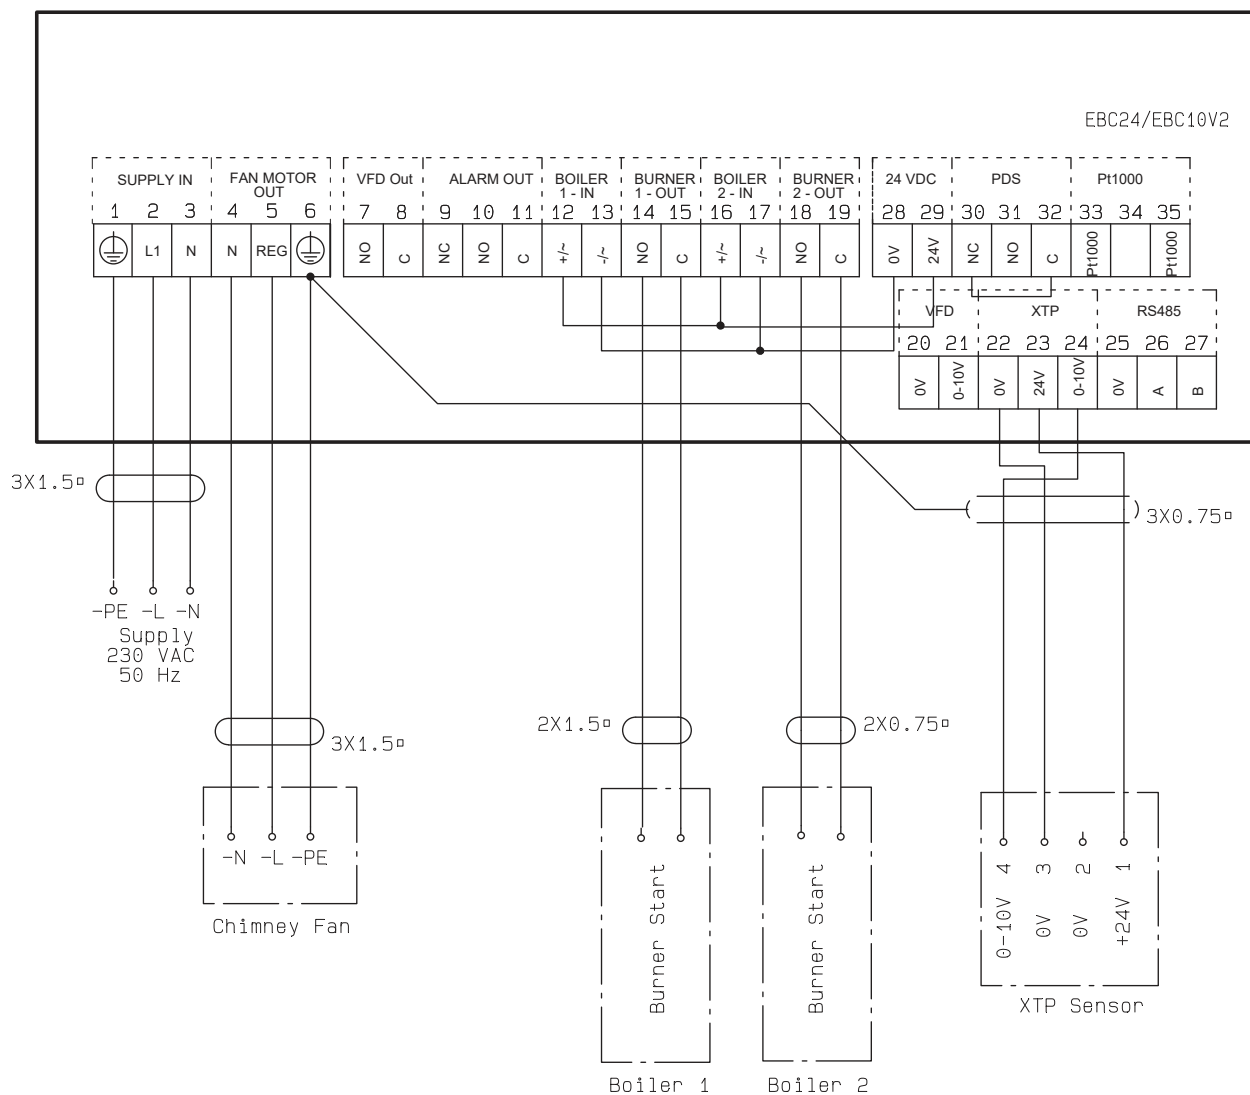 EBC24/EBC10V2
SUPPLY IN
FAN MOTOR
OUT
VFD Out
ALARM OUT
BOILER
1 - IN
BURNER
1 - OUT
BOILER
2 - IN
BURNER
2 - OUT
24 VDC
PDS
Pt1000
1 2 3 4 5 6 7 8 9 10 11 12 13 14 15 16 17 18 19 28 29 30 31 32 33 34 35
L1 N N REG NO C NC NO C +/~ -/~ NO C +/~ -/~ NO C 0V 24V NC NO C Pt1000 Pt1000
VFD XTP RS485
20 21 22 23 24 25 26 27
0V 0-10V 0V 24V 0-10V 0V A B
3X1.5▫
3X0.75▫
-PE -L -N
Supply
230 VAC
50 Hz
3X1.5▫
2X1.5▫
2X0.75▫
-N -L -PE
Chimney Fan
Burner Start
Boiler 1
Burner Start
Boiler 2
4 3 2 1
0-10V 0V 0V +24V
XTP Sensor